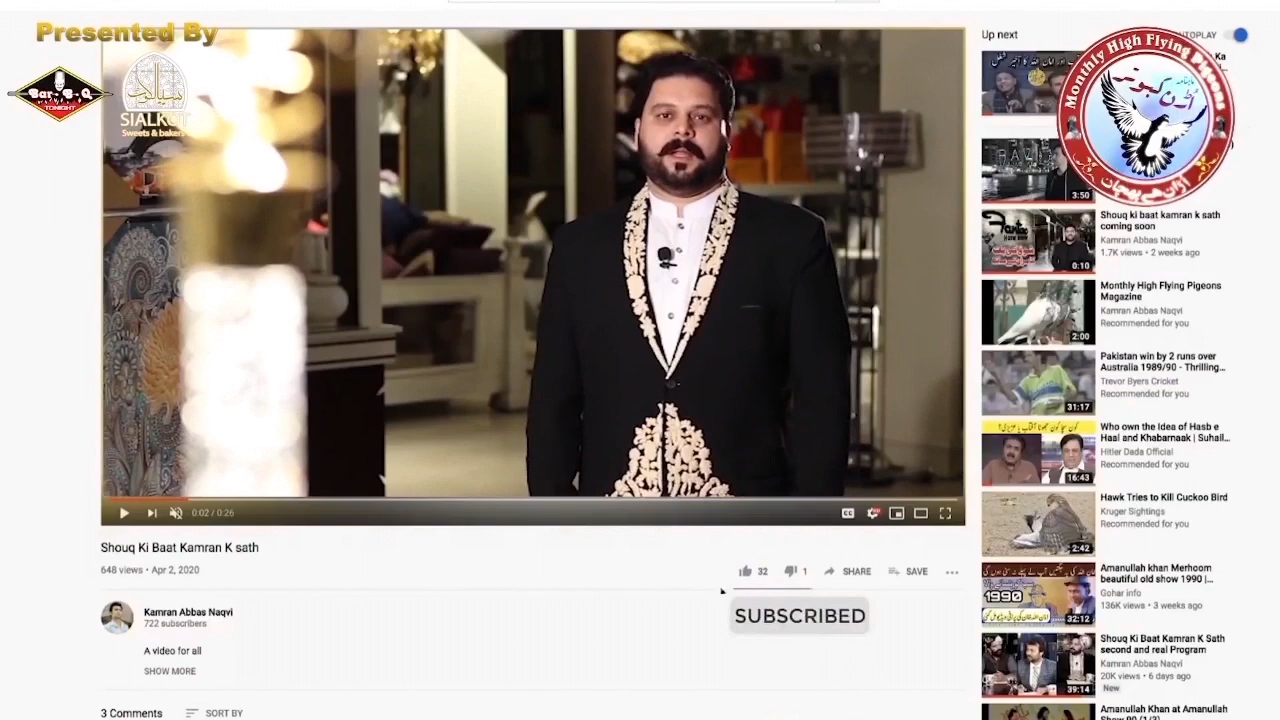 Presented By
Bar-B-Q
TONIGHT
SIALKOT
Sweets & bakers
Up next
AUTOPLAY
Monthly High Flying Pigeons
3:50
Shouq ki baat kamran k sath
coming soon
Kamran Abbas Naqvi
1.7K views • 2 weeks ago
0:10
Monthly High Flying Pigeons
Magazine
Kamran Abbas Naqvi
Recommended for you
2:00
Pakistan win by 2 runs over
Australia 1989/90 - Thrilling...
Trevor Byers Cricket
Recommended for you
31:17
Who own the Idea of Hasb e
Haal and Khabarnaak | Suhail...
Hitler Dada Official
Recommended for you
16:43
Hawk Tries to Kill Cuckoo Bird
Kruger Sightings
Recommended for you
2:42
Amanullah khan Merhoom
beautiful old show 1990 |...
Gohar info
136K views • 3 weeks ago
1990
32:12
Shouq Ki Baat Kamran K Sath
second and real Program
Kamran Abbas Naqvi
20K views • 6 days ago
New
39:14
Amanullah Khan at Amanullah
0:02 / 0:26
CC
Shouq Ki Baat Kamran K sath
648 views • Apr 2, 2020
32
1
SHARE
SAVE
SUBSCRIBED
Kamran Abbas Naqvi
722 subscribers
A video for all
SHOW MORE
3 Comments
SORT BY